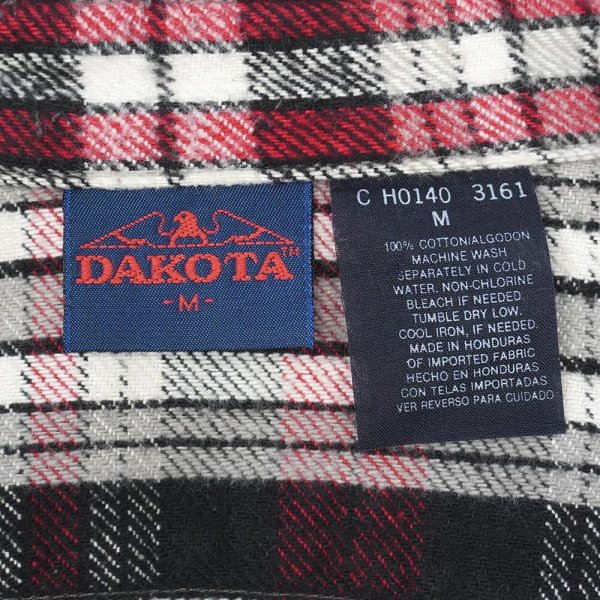 DAKOTA™
-M-
C H0140 3161
M
100% COTTON/ALGODON
MACHINE WASH
SEPARATELY IN COLD
WATER. NON-CHLORINE
BLEACH IF NEEDED.
TUMBLE DRY LOW.
COOL IRON, IF NEEDED.
MADE IN HONDURAS
OF IMPORTED FABRIC
HECHO EN HONDURAS
CON TELAS IMPORTADAS
VER REVERSO PARA CUIDADO